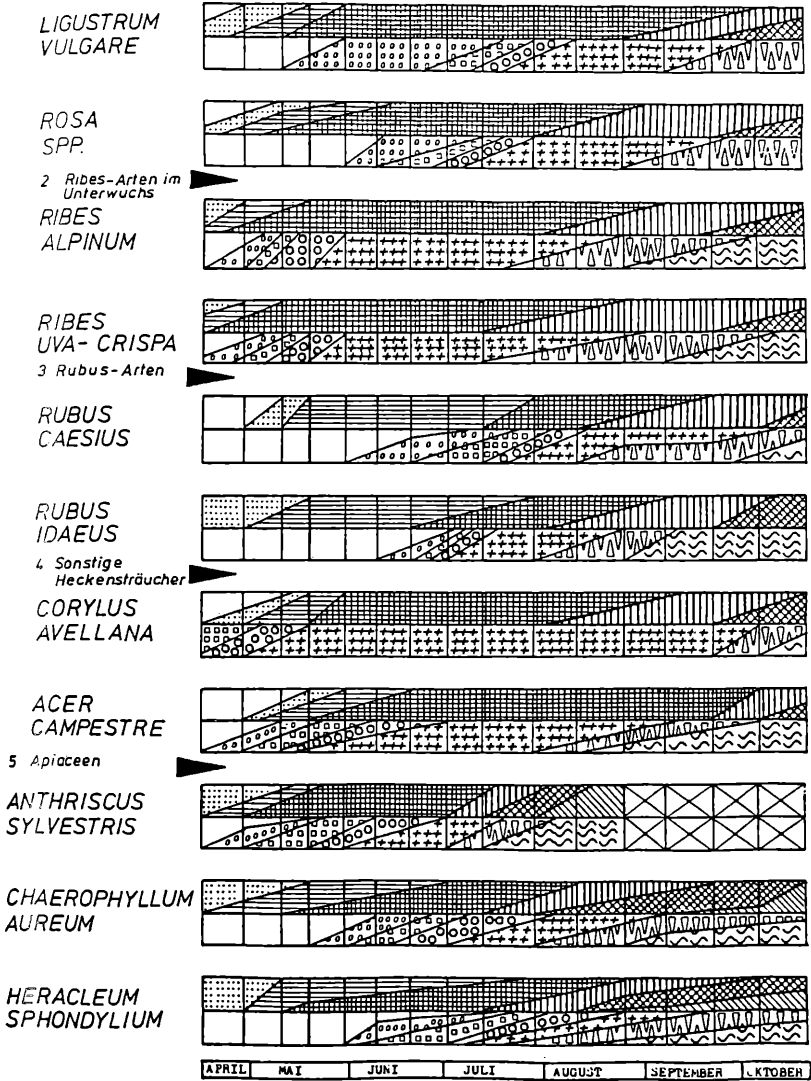 LIGUSTRUM
VULGARE
ROSA
SPP.
2 Ribes-Arten im
Unterwuchs
RIBES
ALPINUM
RIBES
UVA-CRISPA
3 Rubus-Arten
RUBUS
CAESIUS
RUBUS
IDAEUS
4 Sonstige
Heckensträucher
CORYLUS
AVELLANA
ACER
CAMPESTRE
5 Apiaceen
ANTHRISCUS
SYLVESTRIS
CHAEROPHYLLUM
AUREUM
HERACLEUM
SPHONDYLIUM
APRIL MAI JUNI JULI AUGUST SEPTEMBER OKTOBER